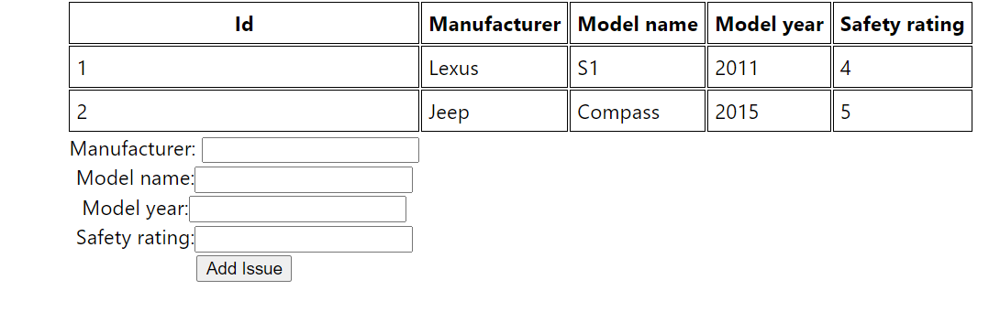 Id Manufacturer Model name Model year Safety rating
1 Lexus S1 2011 4
2 Jeep Compass 2015 5
Manufacturer:
Model name:
Model year:
Safety rating:
Add Issue